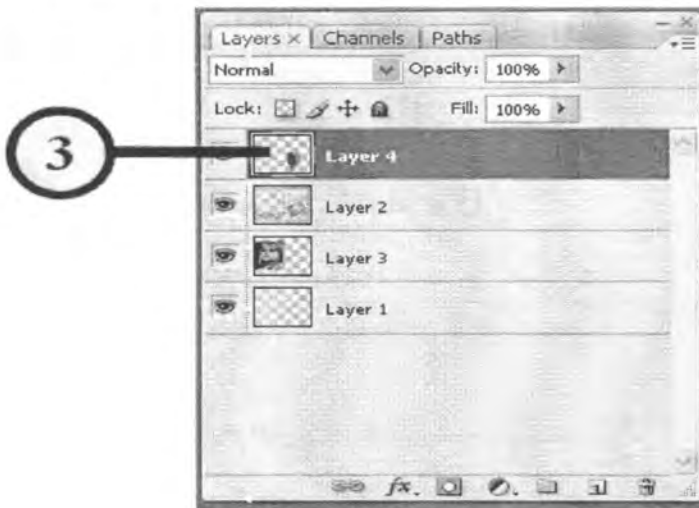 Layers × Channels Paths
Normal Opacity: 100%
Lock: Fill: 100%
3
Layer 4
Layer 2
Layer 3
Layer 1
fx.